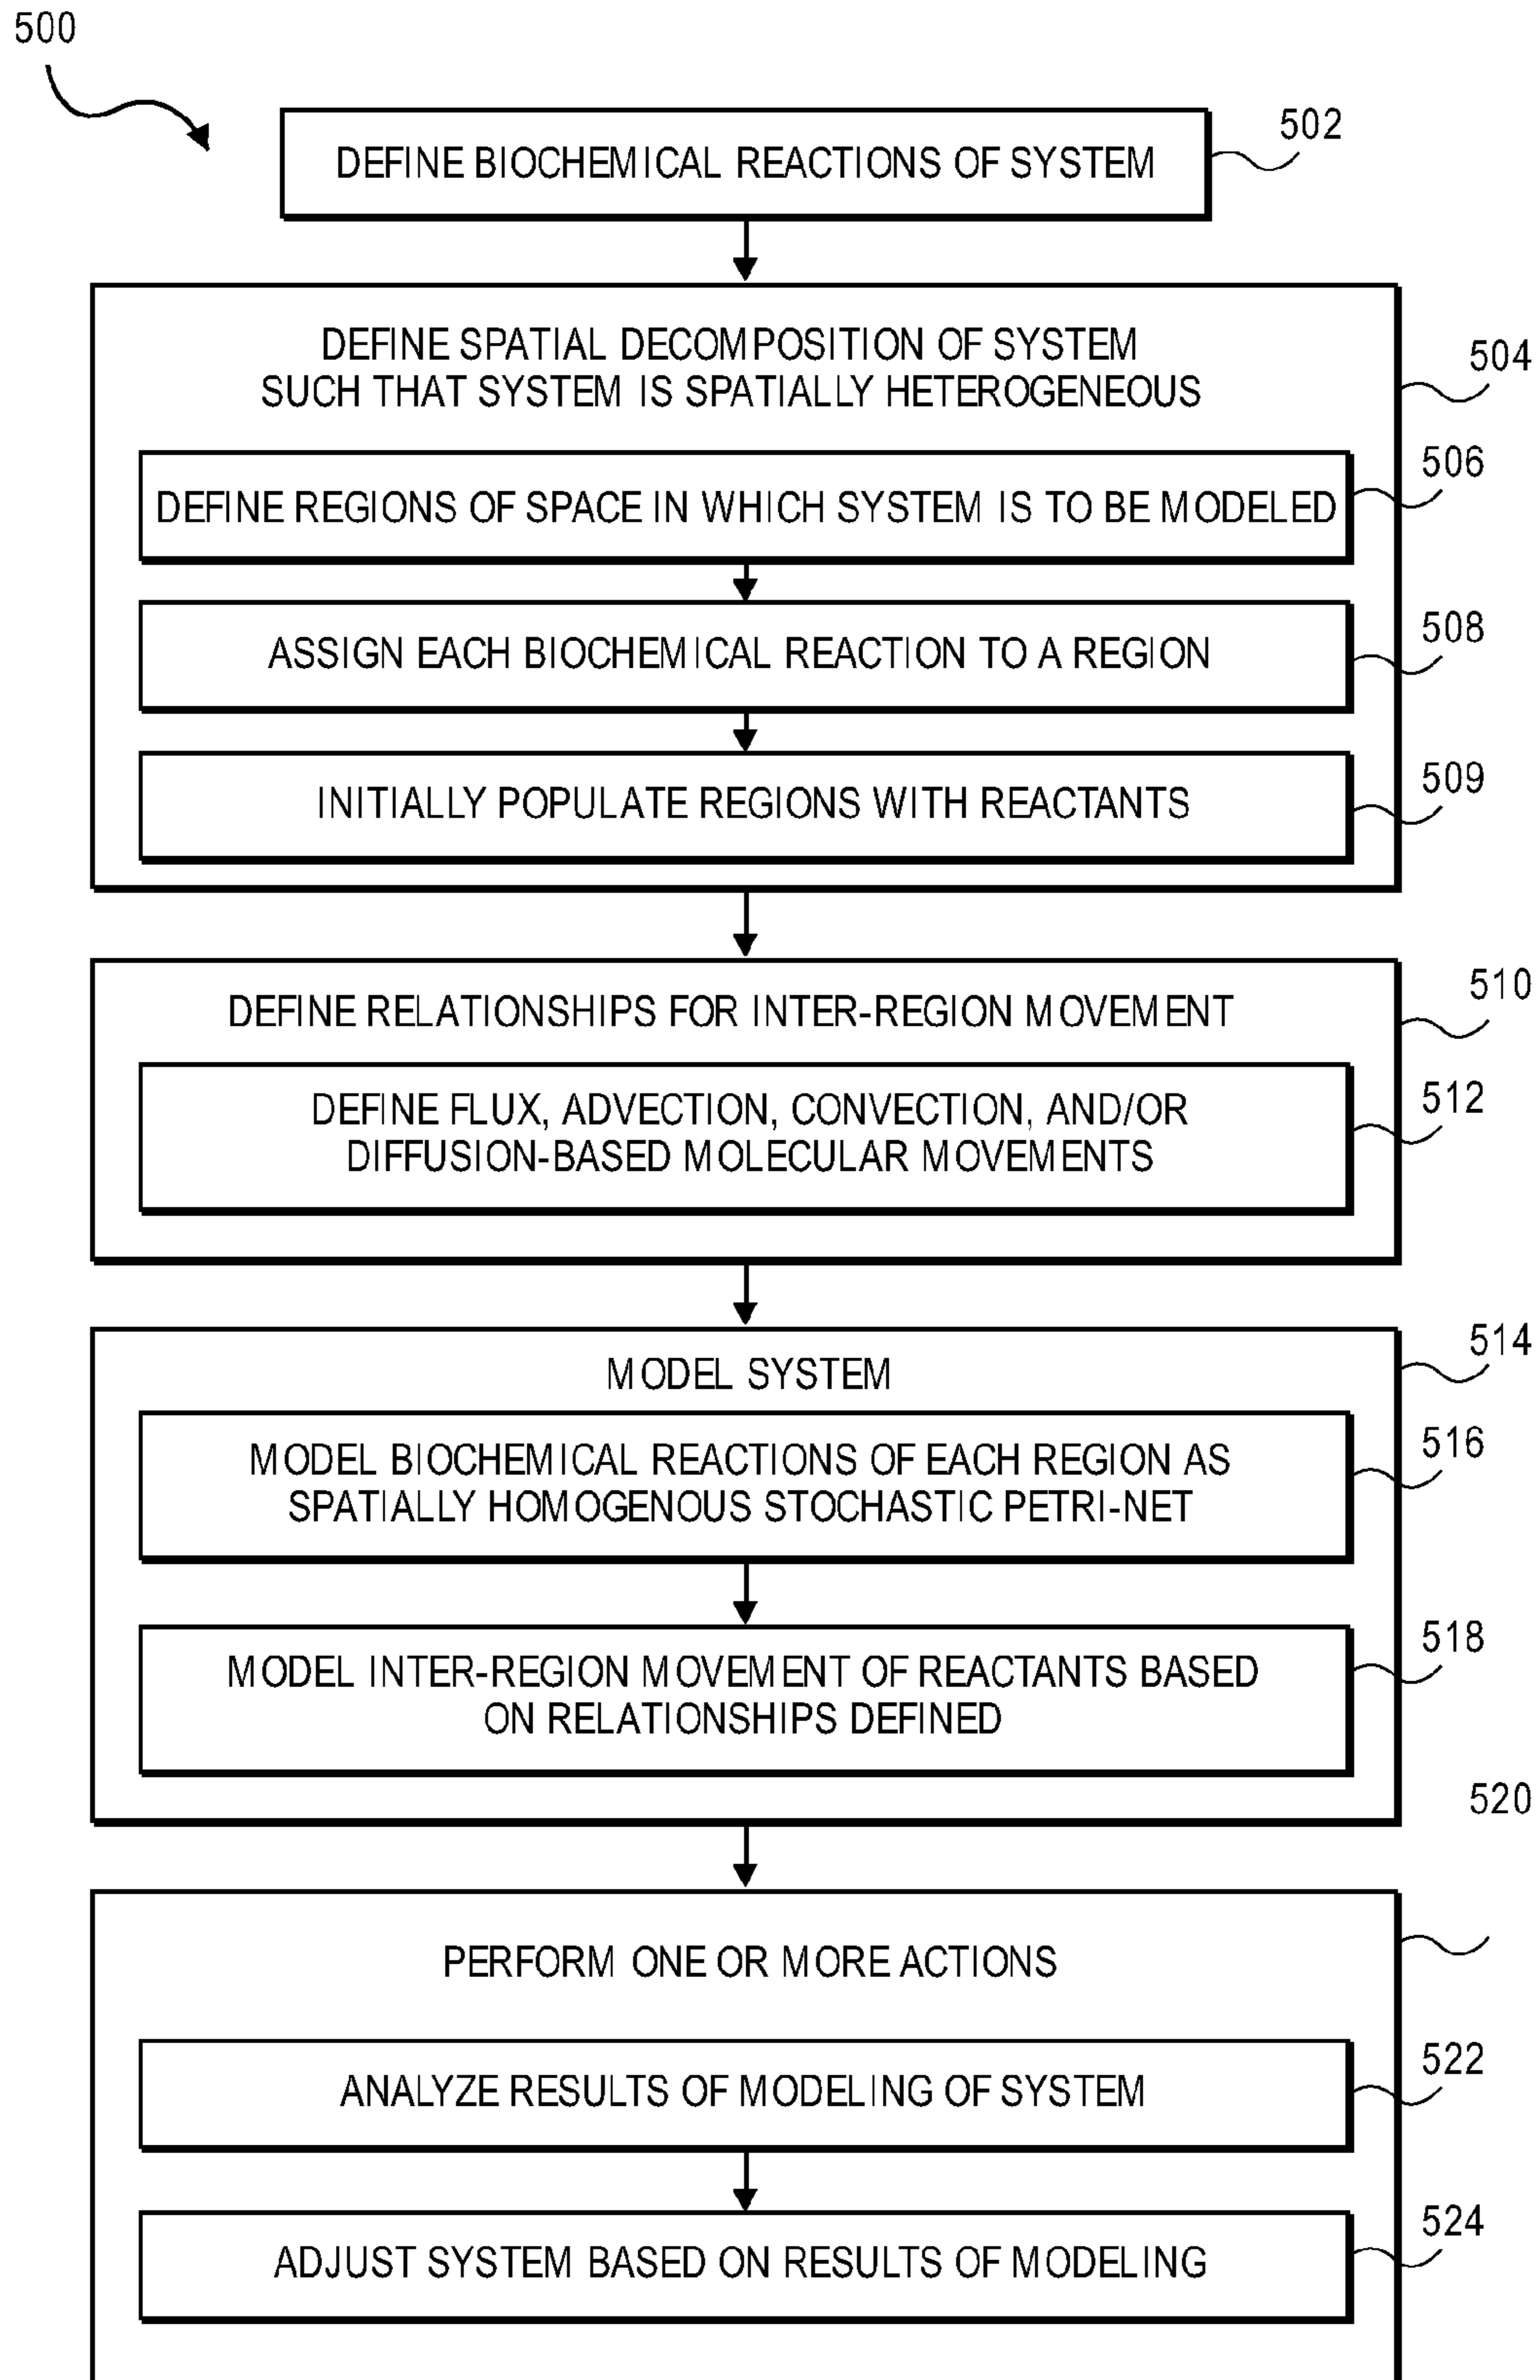 500
DEFINE BIOCHEMICAL REACTIONS OF SYSTEM
502
DEFINE SPATIAL DECOMPOSITION OF SYSTEM
SUCH THAT SYSTEM IS SPATIALLY HETEROGENEOUS
504
DEFINE REGIONS OF SPACE IN WHICH SYSTEM IS TO BE MODELED
506
ASSIGN EACH BIOCHEMICAL REACTION TO A REGION
508
INITIALLY POPULATE REGIONS WITH REACTANTS
509
DEFINE RELATIONSHIPS FOR INTER-REGION MOVEMENT
510
DEFINE FLUX, ADVECTION, CONVECTION, AND/OR
DIFFUSION-BASED MOLECULAR MOVEMENTS
512
MODEL SYSTEM
514
MODEL BIOCHEMICAL REACTIONS OF EACH REGION AS
SPATIALLY HOMOGENOUS STOCHASTIC PETRI-NET
516
MODEL INTER-REGION MOVEMENT OF REACTANTS BASED
ON RELATIONSHIPS DEFINED
518
520
PERFORM ONE OR MORE ACTIONS
ANALYZE RESULTS OF MODELING OF SYSTEM
522
ADJUST SYSTEM BASED ON RESULTS OF MODELING
524